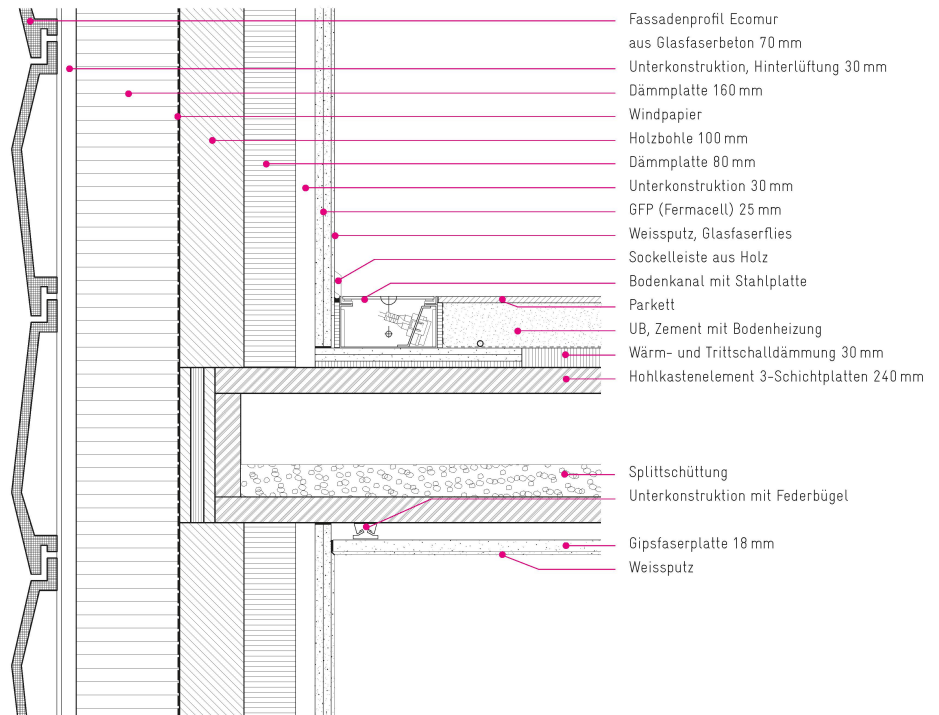 Fassadenprofil Ecomur
aus Glasfaserbeton 70 mm
Unterkonstruktion, Hinterlüftung 30 mm
Dämmplatte 160 mm
Windpapier
Holzbohle 100 mm
Dämmplatte 80 mm
Unterkonstruktion 30 mm
GFP (Fermacell) 25 mm
Weissputz, Glasfaserflies
Sockelleiste aus Holz
Bodenkanal mit Stahlplatte
Parkett
UB, Zement mit Bodenheizung
Wärm- und Trittschalldämmung 30 mm
Hohlkastenelement 3-Schichtplatten 240 mm
Splittschüttung
Unterkonstruktion mit Federbügel
Gipsfaserplatte 18 mm
Weissputz